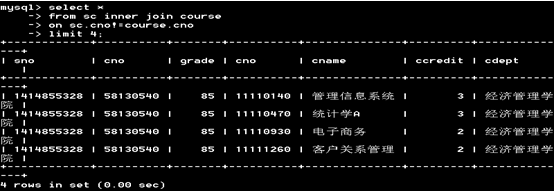 mysql> select *
-> from sc inner join course
-> on sc.cno!=course.cno
-> limit 4;
+------------+----------+-------+----------+--------------+---------+------------
---+
| sno | cno | grade | cno | cname | ccredit | cdept
|
+------------+----------+-------+----------+--------------+---------+------------
---+
| 1414855328 | 58130540 | 85 | 11110140 | 管理信息系统 | 3 | 经济管理学
院 |
| 1414855328 | 58130540 | 85 | 11110470 | 统计学A | 3 | 经济管理学
院 |
| 1414855328 | 58130540 | 85 | 11110930 | 电子商务 | 2 | 经济管理学
院 |
| 1414855328 | 58130540 | 85 | 11111260 | 客户关系管理 | 2 | 经济管理学
院 |
+------------+----------+-------+----------+--------------+---------+------------
---+
4 rows in set (0.00 sec)